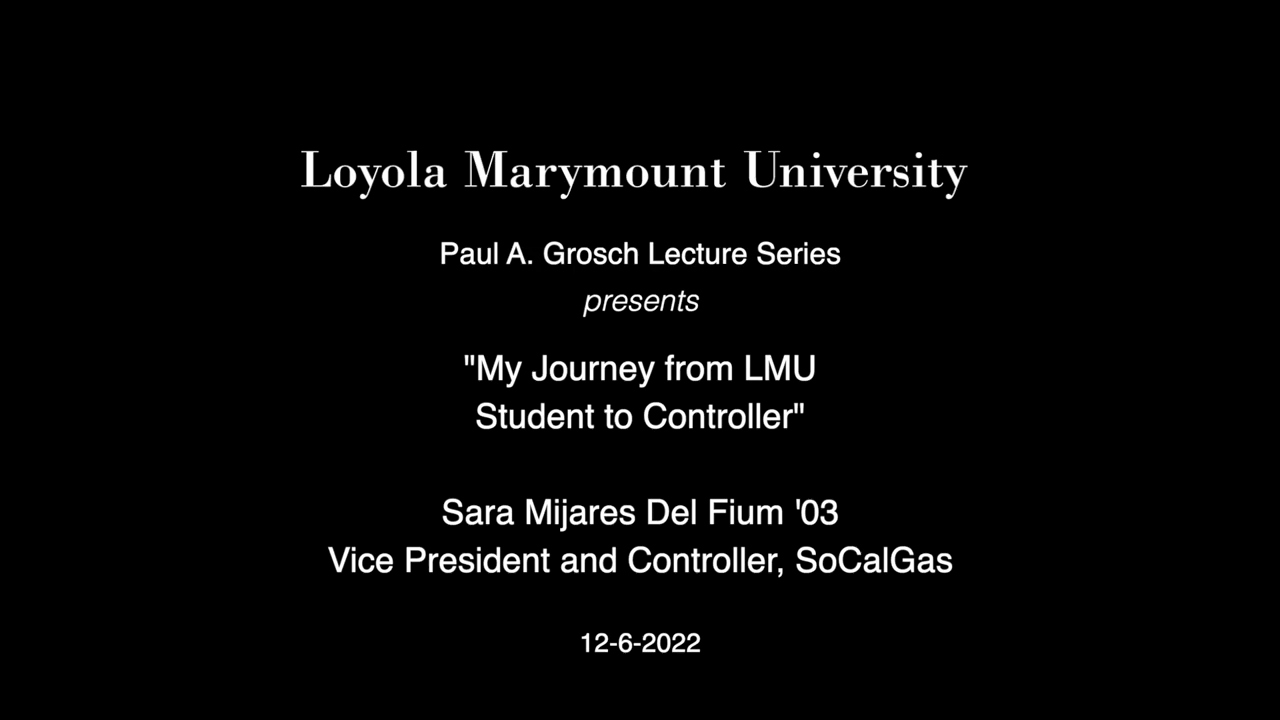 Loyola Marymount University
Paul A. Grosch Lecture Series
presents
"My Journey from LMU
Student to Controller"
Sara Mijares Del Fium '03
Vice President and Controller, SoCalGas
12-6-2022